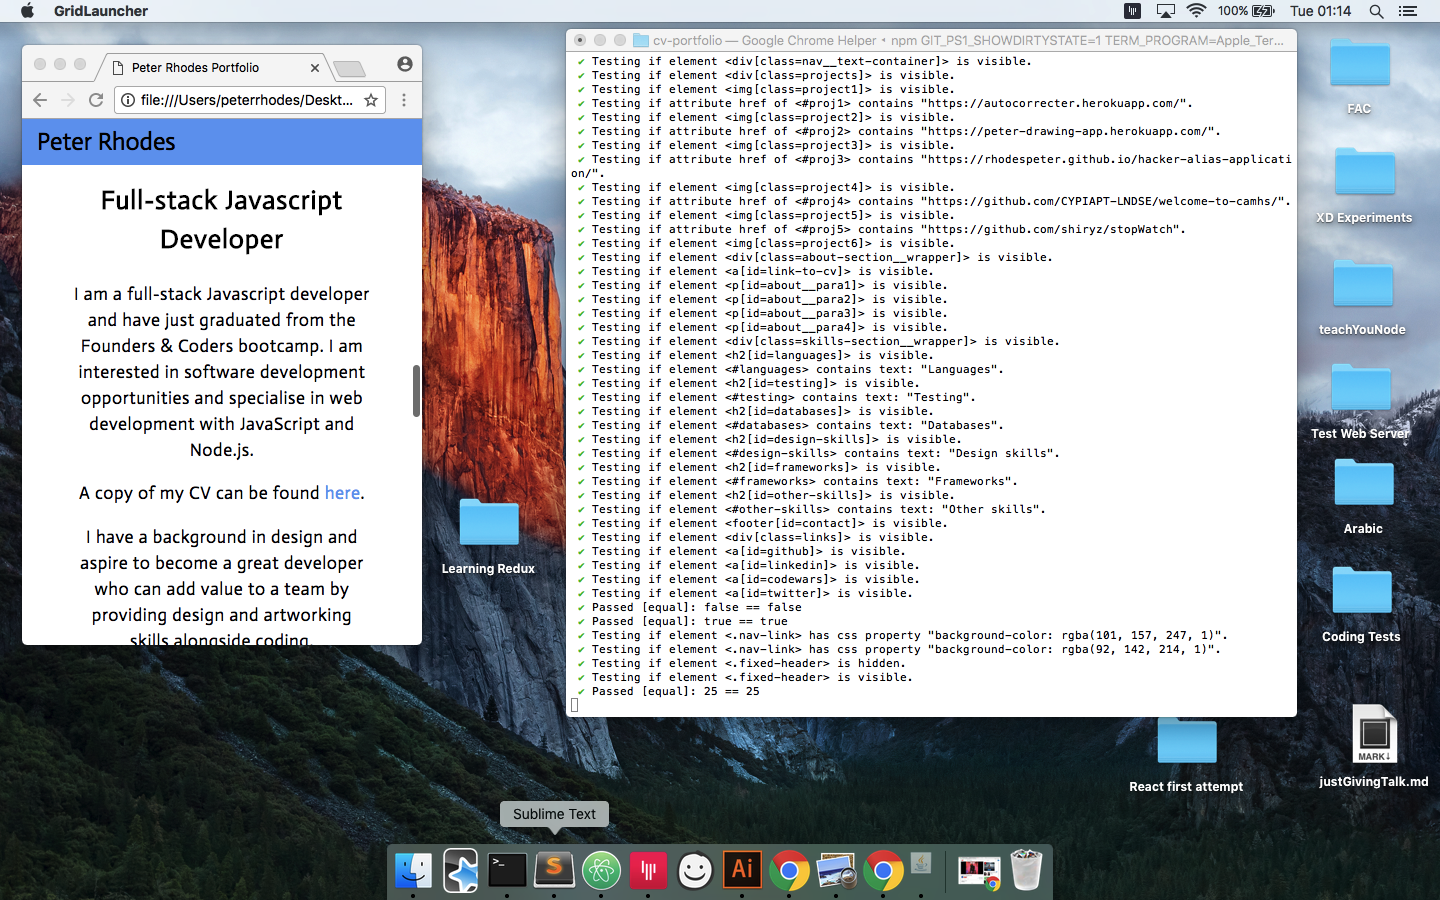 GridLauncher
100%
Tue 01:14
Peter Rhodes Portfolio
file:///Users/peterrhodes/Deskt...
Peter Rhodes
Full-stack Javascript
Developer
I am a full-stack Javascript developer
and have just graduated from the
Founders & Coders bootcamp. I am
interested in software development
opportunities and specialise in web
development with JavaScript and
Node.js.
A copy of my CV can be found here.
I have a background in design and
aspire to become a great developer
who can add value to a team by
providing design and artworking
skills alongside coding.
cv-portfolio — Google Chrome Helper • npm GIT_PS1_SHOWDIRTYSTATE=1 TERM_PROGRAM=Apple_Ter...
✔ Testing if element <div[class=nav__text-container]> is visible.
✔ Testing if element <div[class=projects]> is visible.
✔ Testing if element <img[class=project1]> is visible.
✔ Testing if attribute href of <#proj1> contains "https://autocorrecter.herokuapp.com/".
✔ Testing if element <img[class=project2]> is visible.
✔ Testing if attribute href of <#proj2> contains "https://peter-drawing-app.herokuapp.com/".
✔ Testing if element <img[class=project3]> is visible.
✔ Testing if attribute href of <#proj3> contains "https://rhodespeter.github.io/hacker-alias-applicati
on/".
✔ Testing if element <img[class=project4]> is visible.
✔ Testing if attribute href of <#proj4> contains "https://github.com/CYPIAPT-LNDSE/welcome-to-camhs/".
✔ Testing if element <img[class=project5]> is visible.
✔ Testing if attribute href of <#proj5> contains "https://github.com/shiryz/stopWatch".
✔ Testing if element <img[class=project6]> is visible.
✔ Testing if element <div[class=about-section__wrapper]> is visible.
✔ Testing if element <a[id=link-to-cv]> is visible.
✔ Testing if element <p[id=about__para1]> is visible.
✔ Testing if element <p[id=about__para2]> is visible.
✔ Testing if element <p[id=about__para3]> is visible.
✔ Testing if element <p[id=about__para4]> is visible.
✔ Testing if element <div[class=skills-section__wrapper]> is visible.
✔ Testing if element <h2[id=languages]> is visible.
✔ Testing if element <#languages> contains text: "Languages".
✔ Testing if element <h2[id=testing]> is visible.
✔ Testing if element <#testing> contains text: "Testing".
✔ Testing if element <h2[id=databases]> is visible.
✔ Testing if element <#databases> contains text: "Databases".
✔ Testing if element <h2[id=design-skills]> is visible.
✔ Testing if element <#design-skills> contains text: "Design skills".
✔ Testing if element <h2[id=frameworks]> is visible.
✔ Testing if element <#frameworks> contains text: "Frameworks".
✔ Testing if element <h2[id=other-skills]> is visible.
✔ Testing if element <#other-skills> contains text: "Other skills".
✔ Testing if element <footer[id=contact]> is visible.
✔ Testing if element <div[class=links]> is visible.
✔ Testing if element <a[id=github]> is visible.
✔ Testing if element <a[id=linkedin]> is visible.
✔ Testing if element <a[id=codewars]> is visible.
✔ Testing if element <a[id=twitter]> is visible.
✔ Passed [equal]: false == false
✔ Passed [equal]: true == true
✔ Testing if element <.nav-link> has css property "background-color: rgba(101, 157, 247, 1)".
✔ Testing if element <.nav-link> has css property "background-color: rgba(92, 142, 214, 1)".
✔ Testing if element <.fixed-header> is hidden.
✔ Testing if element <.fixed-header> is visible.
✔ Passed [equal]: 25 == 25
FAC
XD Experiments
teachYouNode
Test Web Server
Arabic
Coding Tests
Learning Redux
React first attempt
MARK↓
justGivingTalk.md
Sublime Text
>_
S
Ai